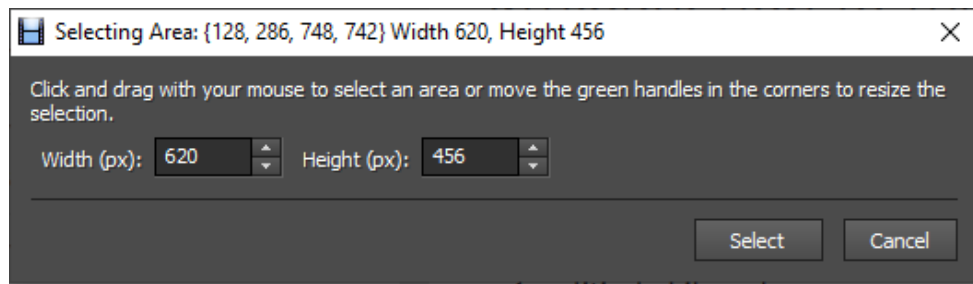 Selecting Area: {128, 286, 748, 742} Width 620, Height 456
Click and drag with your mouse to select an area or move the green handles in the corners to resize the
selection.
Width (px): 620 Height (px): 456
Select Cancel